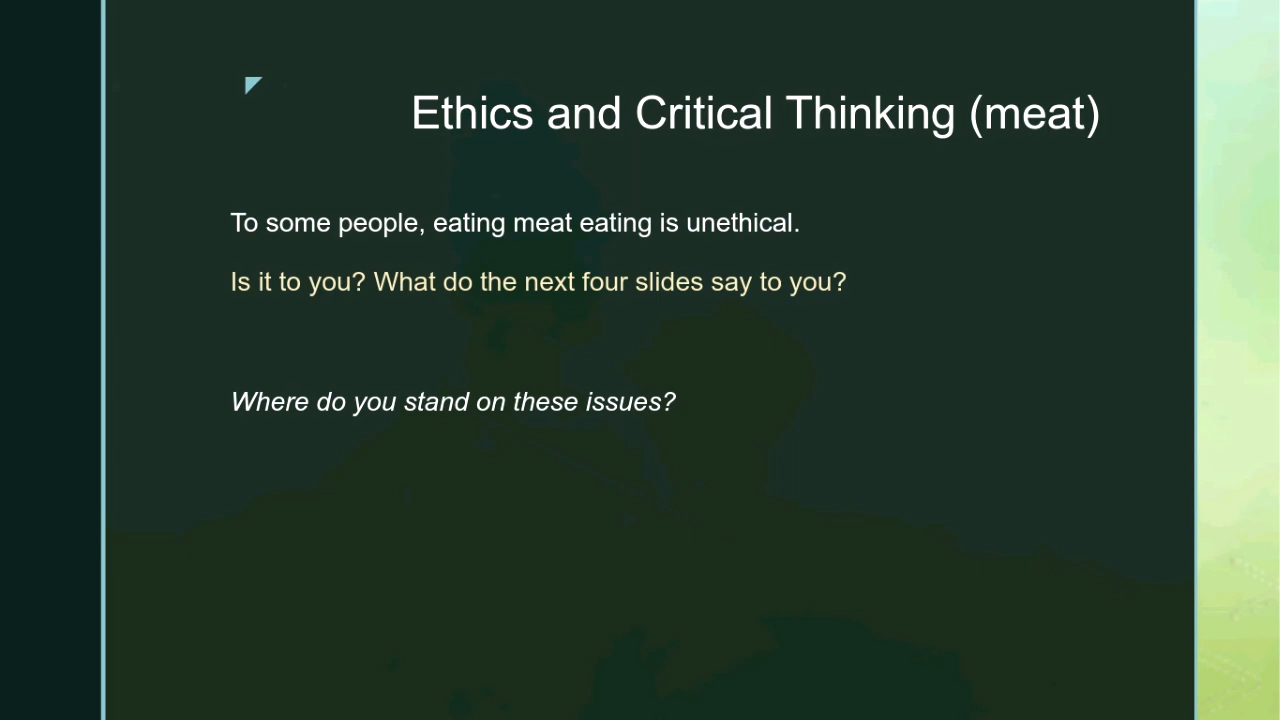 Ethics and Critical Thinking (meat)
To some people, eating meat eating is unethical.
Is it to you? What do the next four slides say to you?
Where do you stand on these issues?